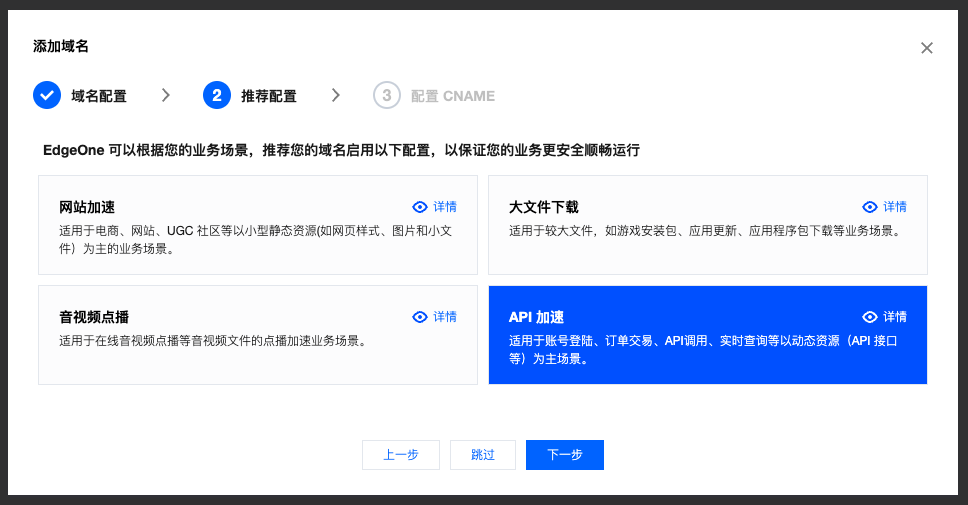 添加域名
域名配置
2 推荐配置
3 配置 CNAME
EdgeOne 可以根据您的业务场景，推荐您的域名启用以下配置，以保证您的业务更安全顺畅运行
网站加速 详情
适用于电商、网站、UGC 社区等以小型静态资源(如网页样式、图片和小文
件）为主的业务场景。
大文件下载 详情
适用于较大文件，如游戏安装包、应用更新、应用程序包下载等业务场景。
音视频点播 详情
适用于在线音视频点播等音视频文件的点播加速业务场景。
API 加速 详情
适用于账号登陆、订单交易、API调用、实时查询等以动态资源（API 接口
等）为主场景。
上一步
跳过
下一步